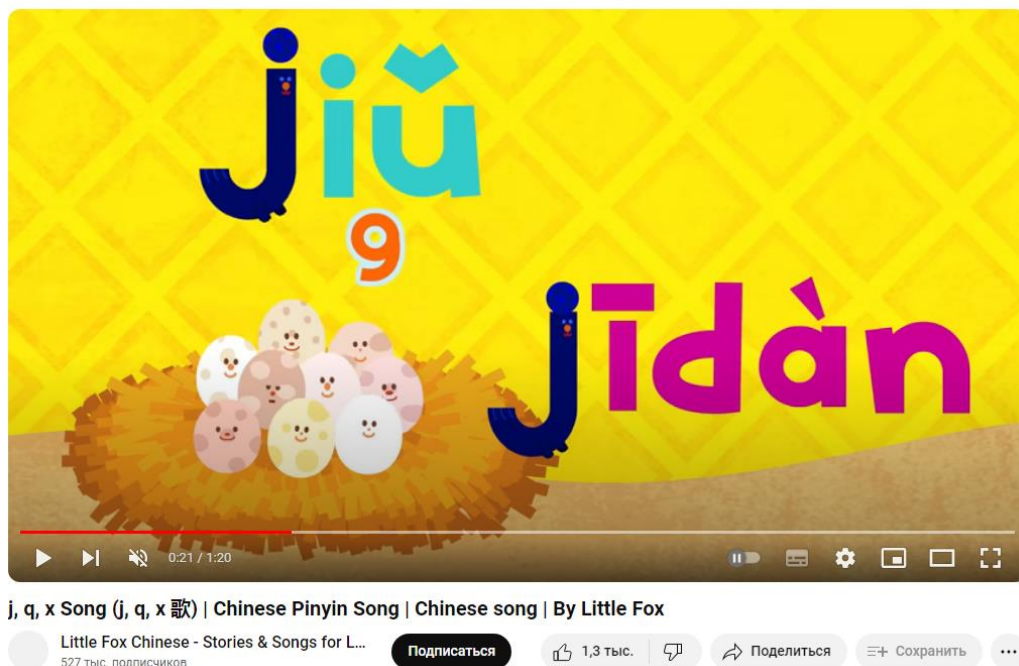 jiǔ
9
jīdàn
0:21 / 1:20
j, q, x Song (j, q, x 歌) | Chinese Pinyin Song | Chinese song | By Little Fox
Little Fox Chinese - Stories & Songs for L...
527 тыс. подписчиков
Подписаться
1,3 тыс.
Поделиться
Сохранить